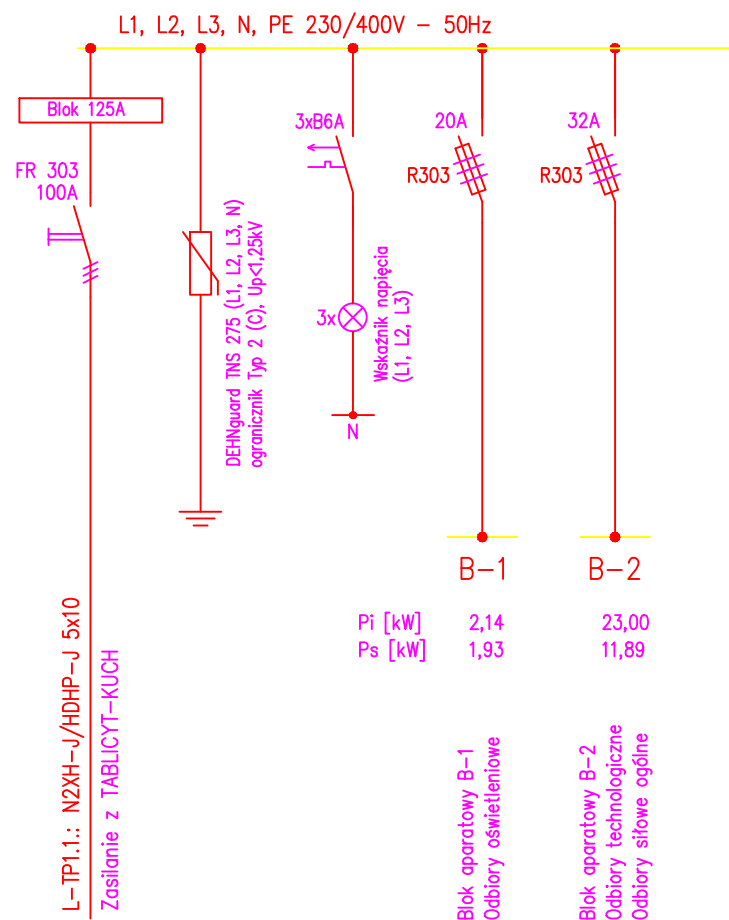 L1, L2, L3, N, PE 230/400V - 50Hz
Blok 125A
FR 303
100A
DEHNguard TNS 275 (L1, L2, L3, N)
ogranicznik Typ 2 (C), Up<1,25kV
3xB6A
3x
Wskaźnik napięcia
(L1, L2, L3)
N
20A
R303
32A
R303
B-1
B-2
Pi [kW] 2,14 23,00
Ps [kW] 1,93 11,89
L-TP1.1.: N2XH-J/HDHP-J 5x10
Zasilanie z TABLICYT-KUCH
Blok aparatowy B-1
Odbiory oświetleniowe
Blok aparatowy B-2
Odbiory technologiczne
Odbiory siłowe ogólne